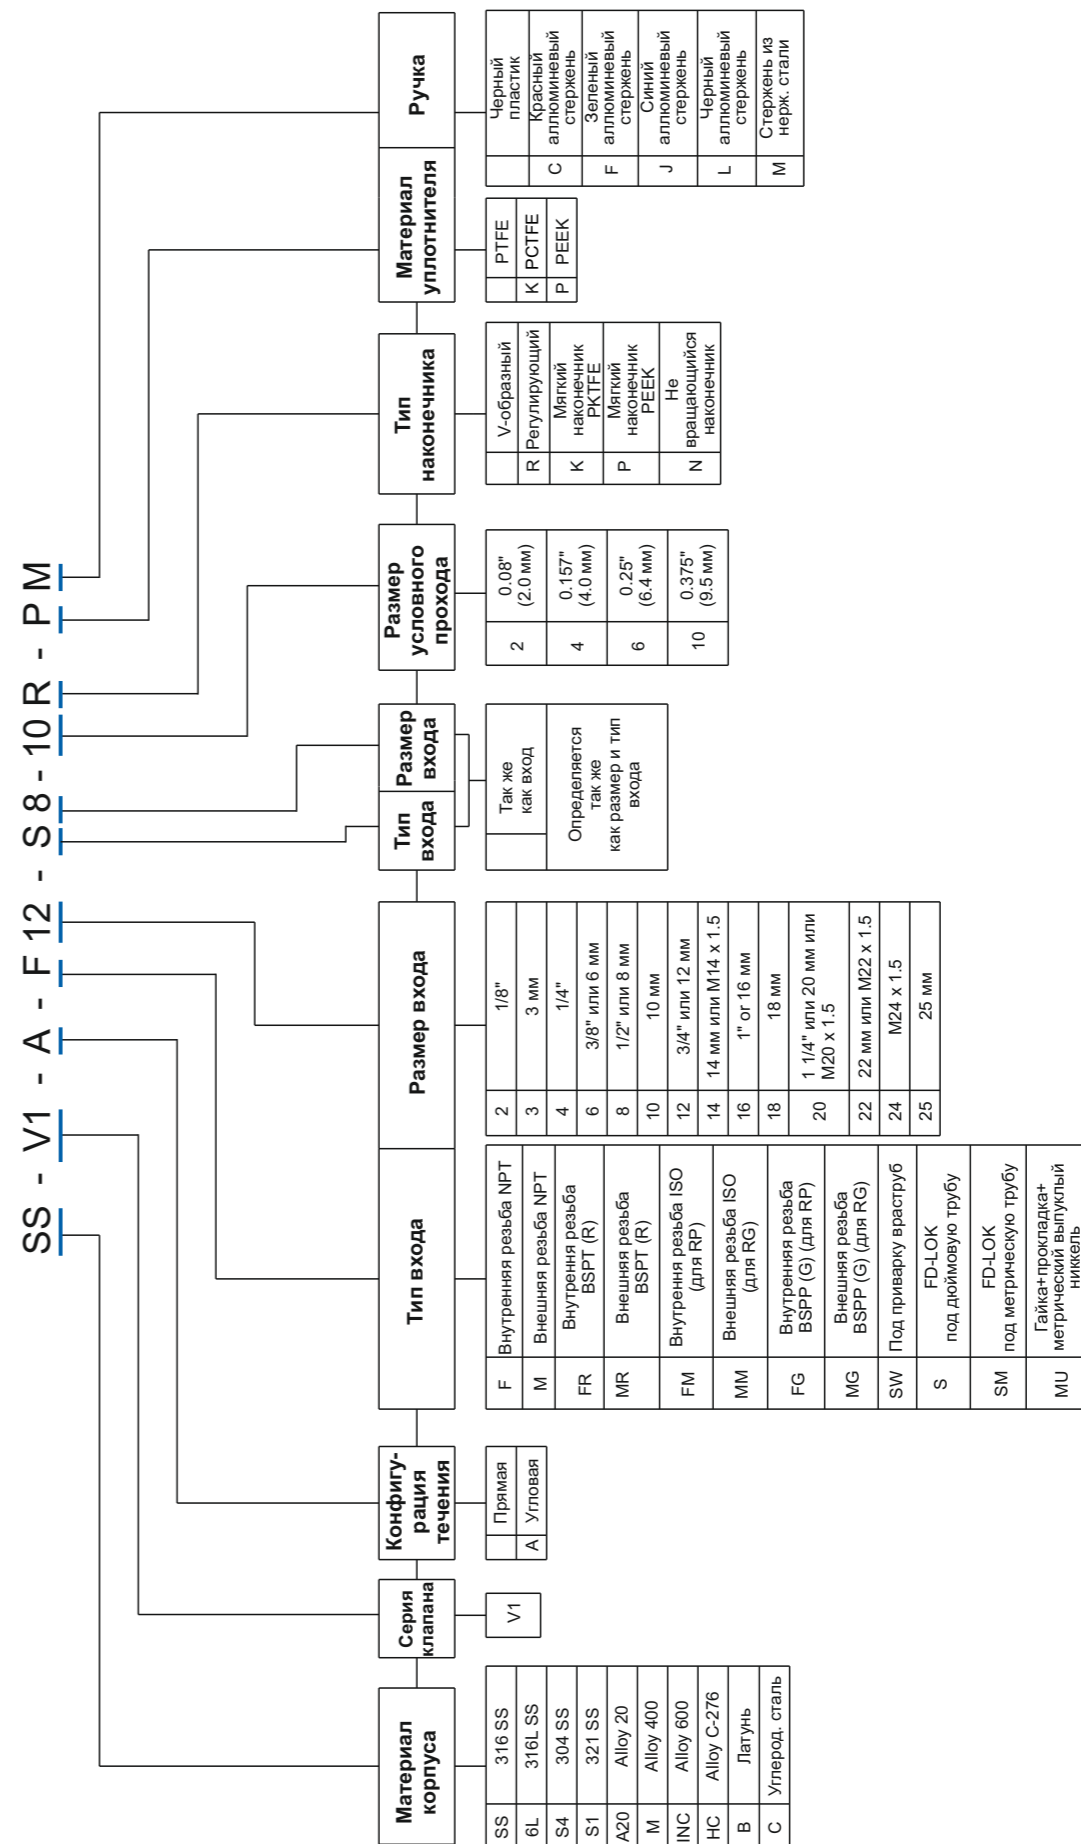 SS - V1 - A - F 12 - S 8 - 10 R - P M
Материал
корпуса
SS 316 SS
6L 316L SS
S4 304 SS
S1 321 SS
A20 Alloy 20
M Alloy 400
INC Alloy 600
HC Alloy C-276
B Латунь
C Углерод. сталь
Серия
клапана
V1
Конфигу-
рация
течения
Прямая
A Угловая
Тип входа
F Внутренняя резьба NPT
M Внешняя резьба NPT
FR Внутрення резьба
BSPT (R)
MR Внешняя резьба
BSPT (R)
FM Внутрення резьба ISO
(для RP)
MM Внешняя резьба ISO
(для RG)
FG Внутренняя резьба
BSPP (G) (для RP)
MG Внешняя резьба
BSPP (G) (для RG)
SW Под приварку враструб
S FD-LOK
под дюймовую трубу
SM FD-LOK
под метрическую трубу
MU Гайка+прокладка+
метрический выпуклый
никкель
Размер входа
2 1/8"
3 3 мм
4 1/4"
6 3/8" или 6 мм
8 1/2" или 8 мм
10 10 мм
12 3/4" или 12 мм
14 14 мм или M14 x 1.5
16 1" or 16 мм
18 18 мм
20 1 1/4" или 20 мм или
M20 x 1.5
22 22 мм или M22 x 1.5
24 M24 x 1.5
25 25 мм
Тип
входа
Размер
входа
Так же
как вход
Определяется
так же
как размер и тип
входа
Размер
условного
прохода
2 0.08"
(2.0 мм)
4 0.157"
(4.0 мм)
6 0.25"
(6.4 мм)
10 0.375"
(9.5 мм)
Тип
наконечника
V-образный
R Регулирующий
K Мягкий
наконечник
PKTFE
P Мягкий
наконечник
PEEK
N Не
вращающийся
наконечник
Материал
уплотнителя
PTFE
K PCTFE
P PEEK
Ручка
Черный
пластик
C Красный
аллюминевый
стержень
F Зеленый
аллюминевый
стержень
J Синий
аллюминевый
стержень
L Черный
аллюминевый
стержень
M Стержень из
нерж. стали